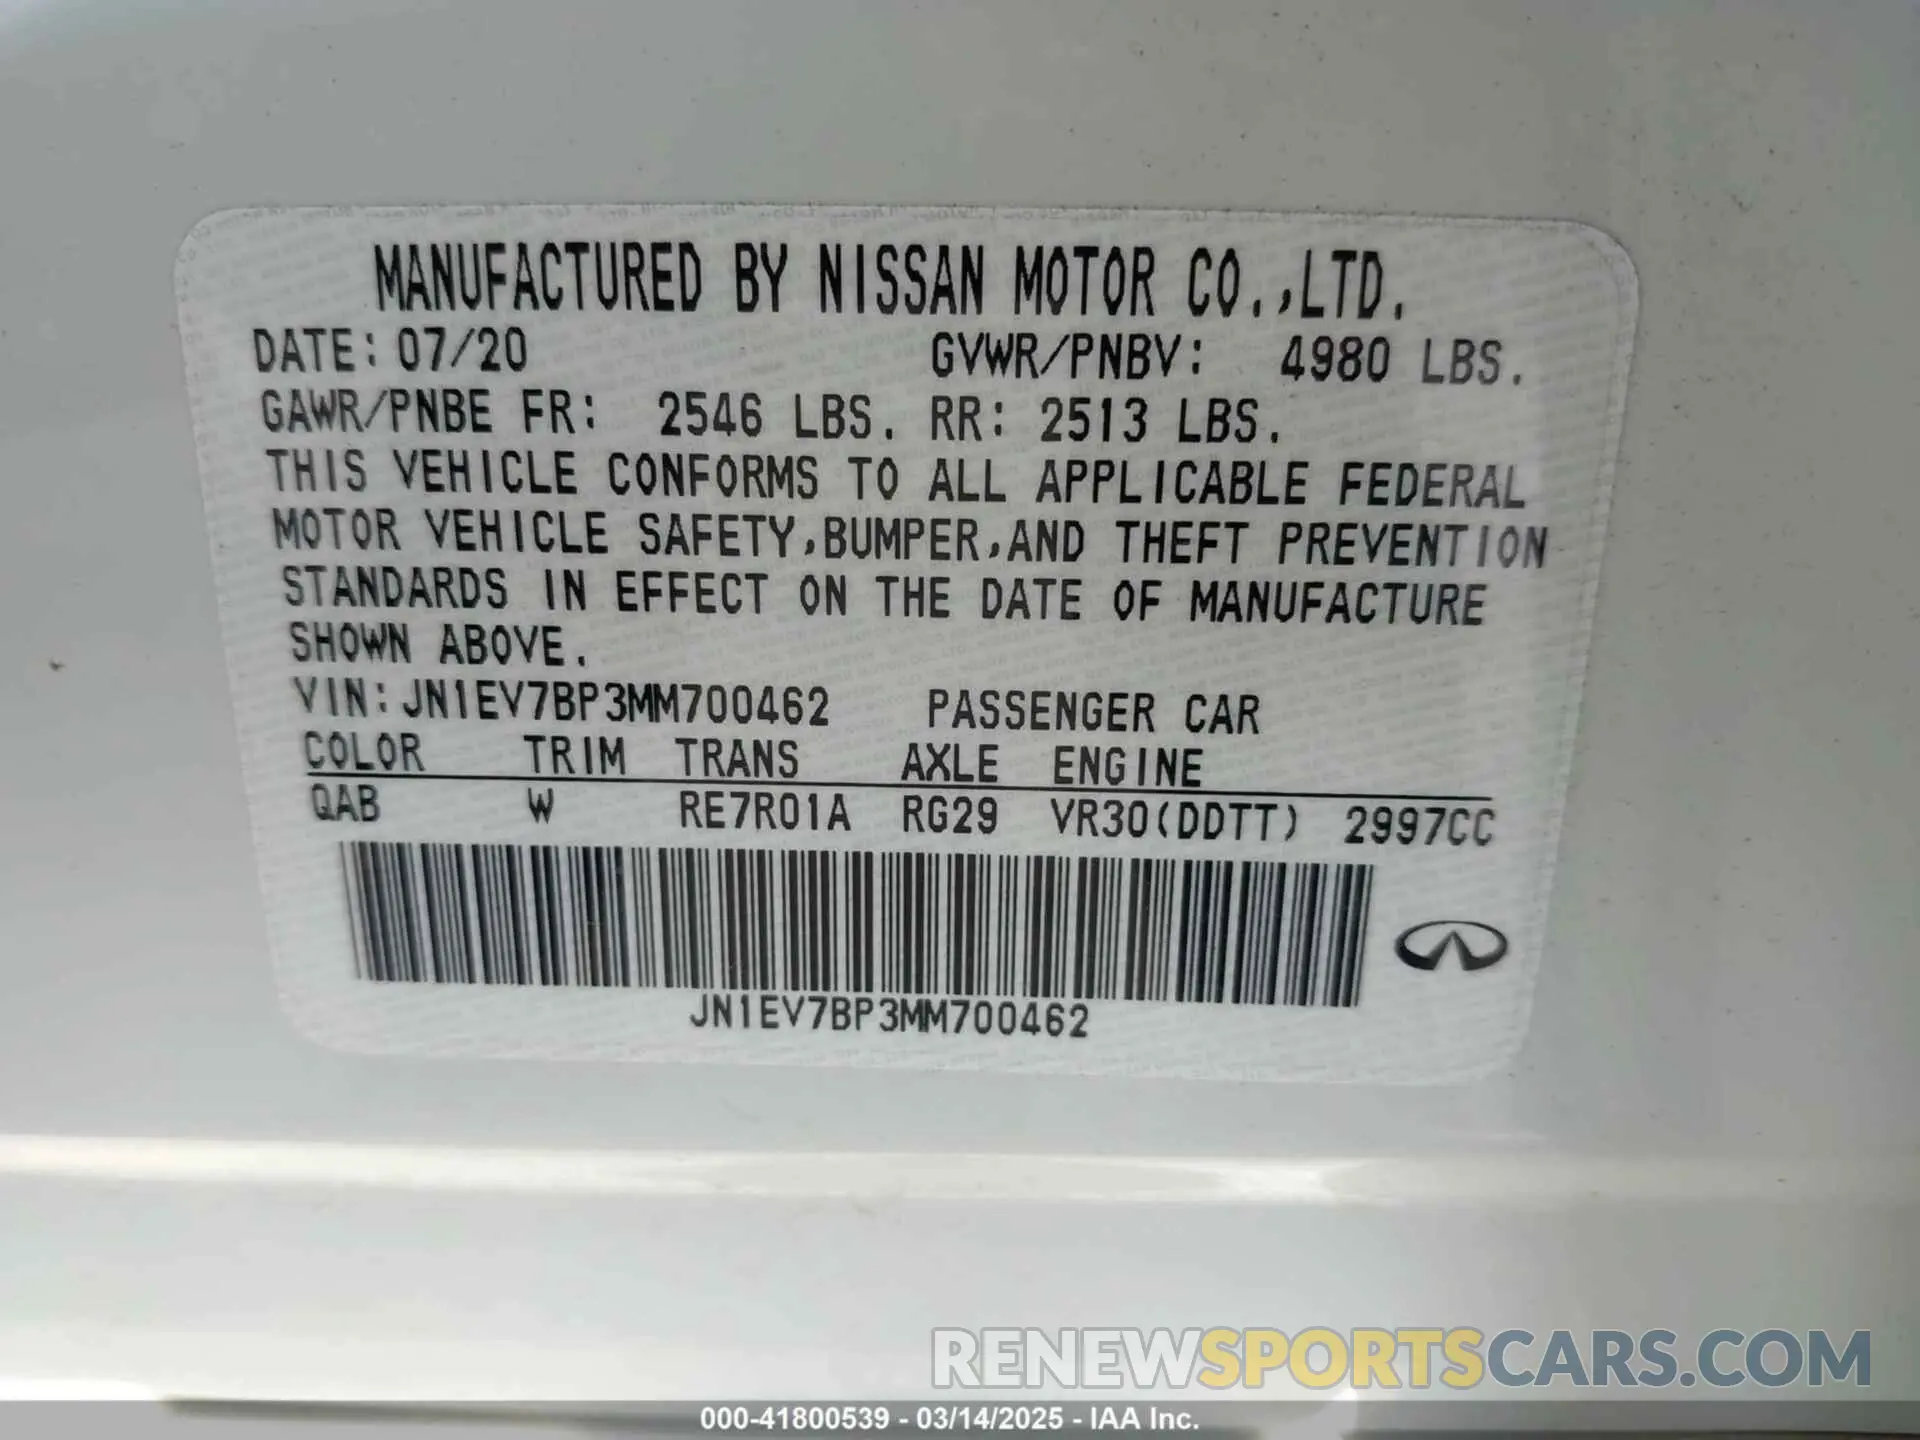 MANUFACTURED BY NISSAN MOTOR CO.,LTD.
DATE: 07/20 GVWR/PNBV: 4980 LBS.
GAWR/PNBE FR: 2546 LBS. RR: 2513 LBS.
THIS VEHICLE CONFORMS TO ALL APPLICABLE FEDERAL
MOTOR VEHICLE SAFETY,BUMPER,AND THEFT PREVENTION
STANDARDS IN EFFECT ON THE DATE OF MANUFACTURE
SHOWN ABOVE.
VIN:JN1EV7BP3MM700462 PASSENGER CAR
COLOR TRIM TRANS AXLE ENGINE
QAB W RE7R01A RG29 VR30(DDTT) 2997CC
JN1EV7BP3MM700462
RENEWSPORTSCARS.COM
000-41800539 - 03/14/2025 - IAA Inc.